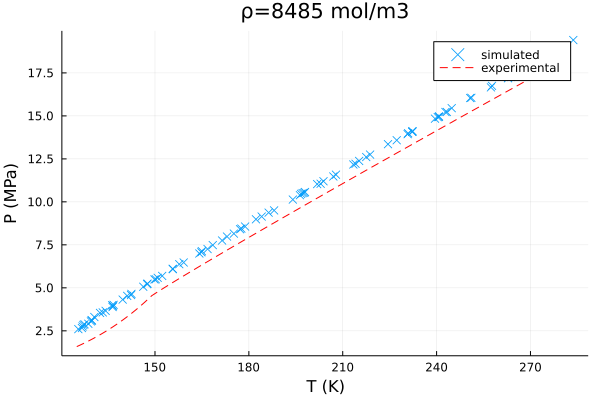 ρ=8485 mol/m3
simulated
experimental
P (MPa)
17.5
15.0
12.5
10.0
7.5
5.0
2.5
150
180
210
240
270
T (K)